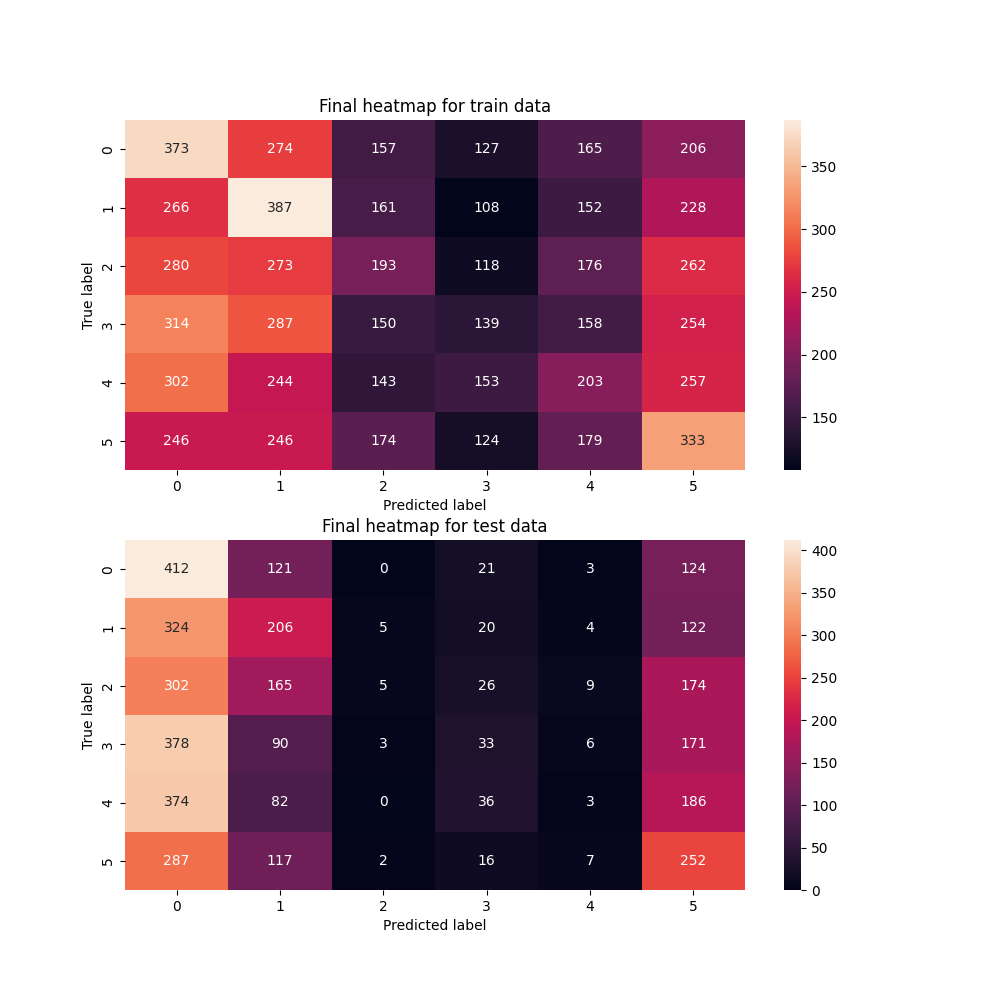 Final heatmap for train data
0 373 274 157 127 165 206
1 266 387 161 108 152 228
2 280 273 193 118 176 262
3 314 287 150 139 158 254
4 302 244 143 153 203 257
5 246 246 174 124 179 333
0 1 2 3 4 5
Predicted label
True label
350
300
250
200
150
Final heatmap for test data
0 412 121 0 21 3 124
1 324 206 5 20 4 122
2 302 165 5 26 9 174
3 378 90 3 33 6 171
4 374 82 0 36 3 186
5 287 117 2 16 7 252
0 1 2 3 4 5
Predicted label
True label
400
350
300
250
200
150
100
50
0